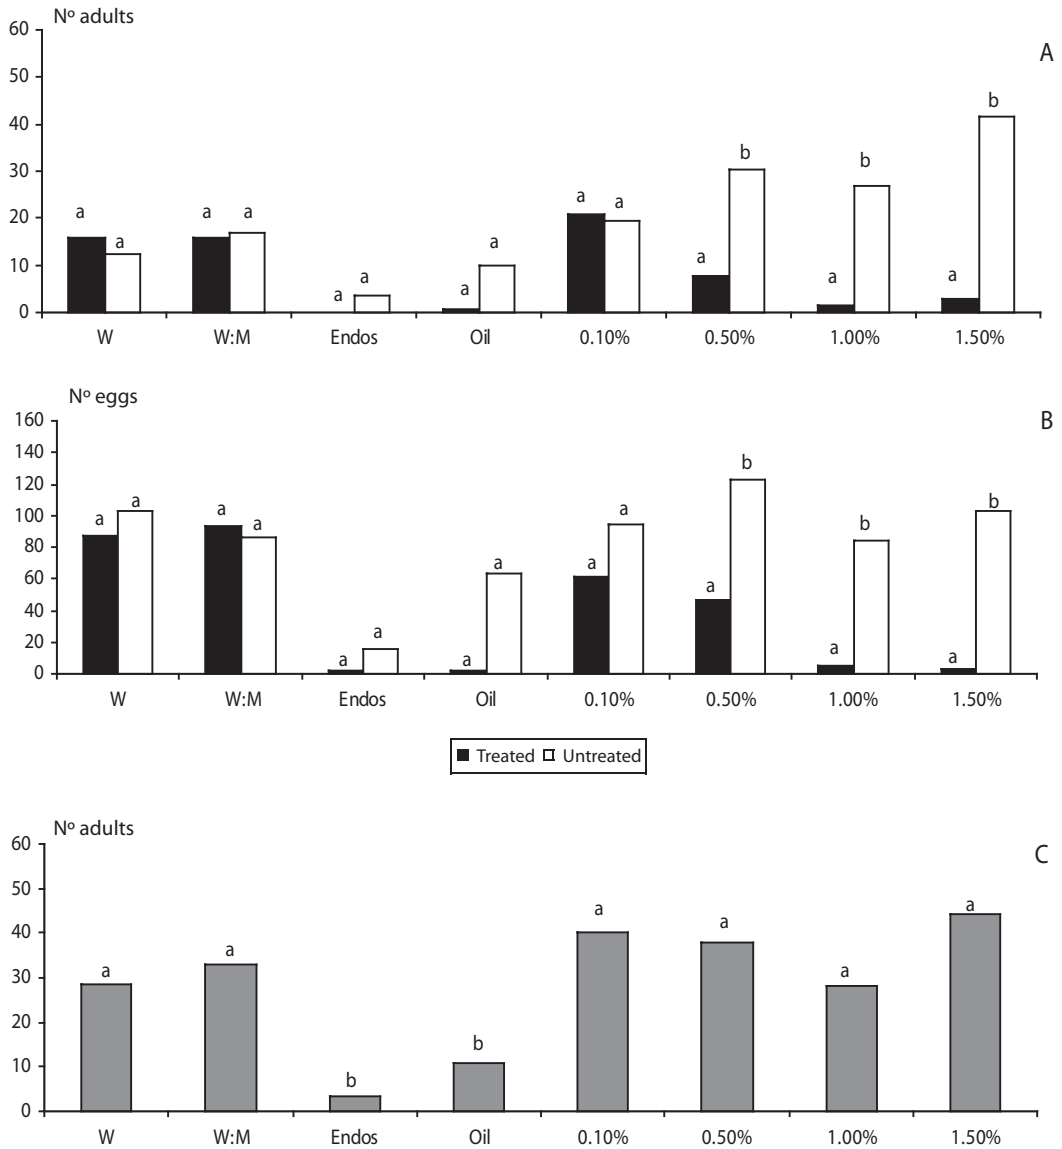 Nº adults
A
60
50
40
30
20
10
0
a a a a a a a a a a a b a b a b
W W:M Endos Oil 0.10% 0.50% 1.00% 1.50%
Nº eggs
B
160
140
120
100
80
60
40
20
0
a a a a a a a a a a a b a b a b
W W:M Endos Oil 0.10% 0.50% 1.00% 1.50%
Treated Untreated
Nº adults
C
60
50
40
30
20
10
0
a a b b a a a a
W W:M Endos Oil 0.10% 0.50% 1.00% 1.50%